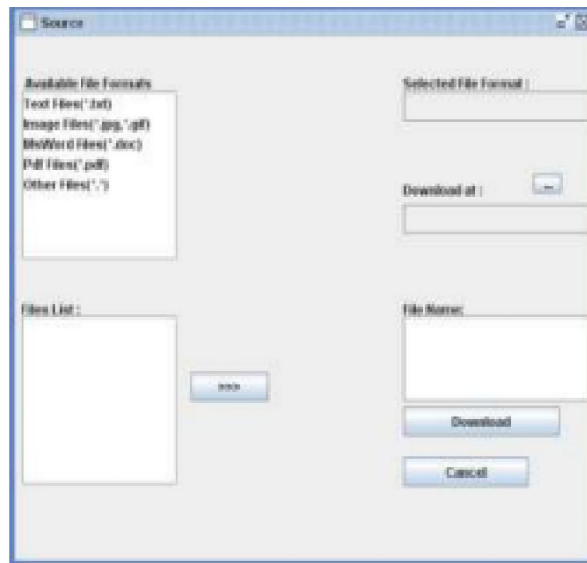 Source
Available File Formats
Text Files(*.txt)
Image Files(*.jpg,*.gif)
MsWord Files(*.doc)
Pdf Files(*.pdf)
Other Files(*.*)
Selected File Format :
Download at :
...
Files List :
>>>
File Name:
Download
Cancel